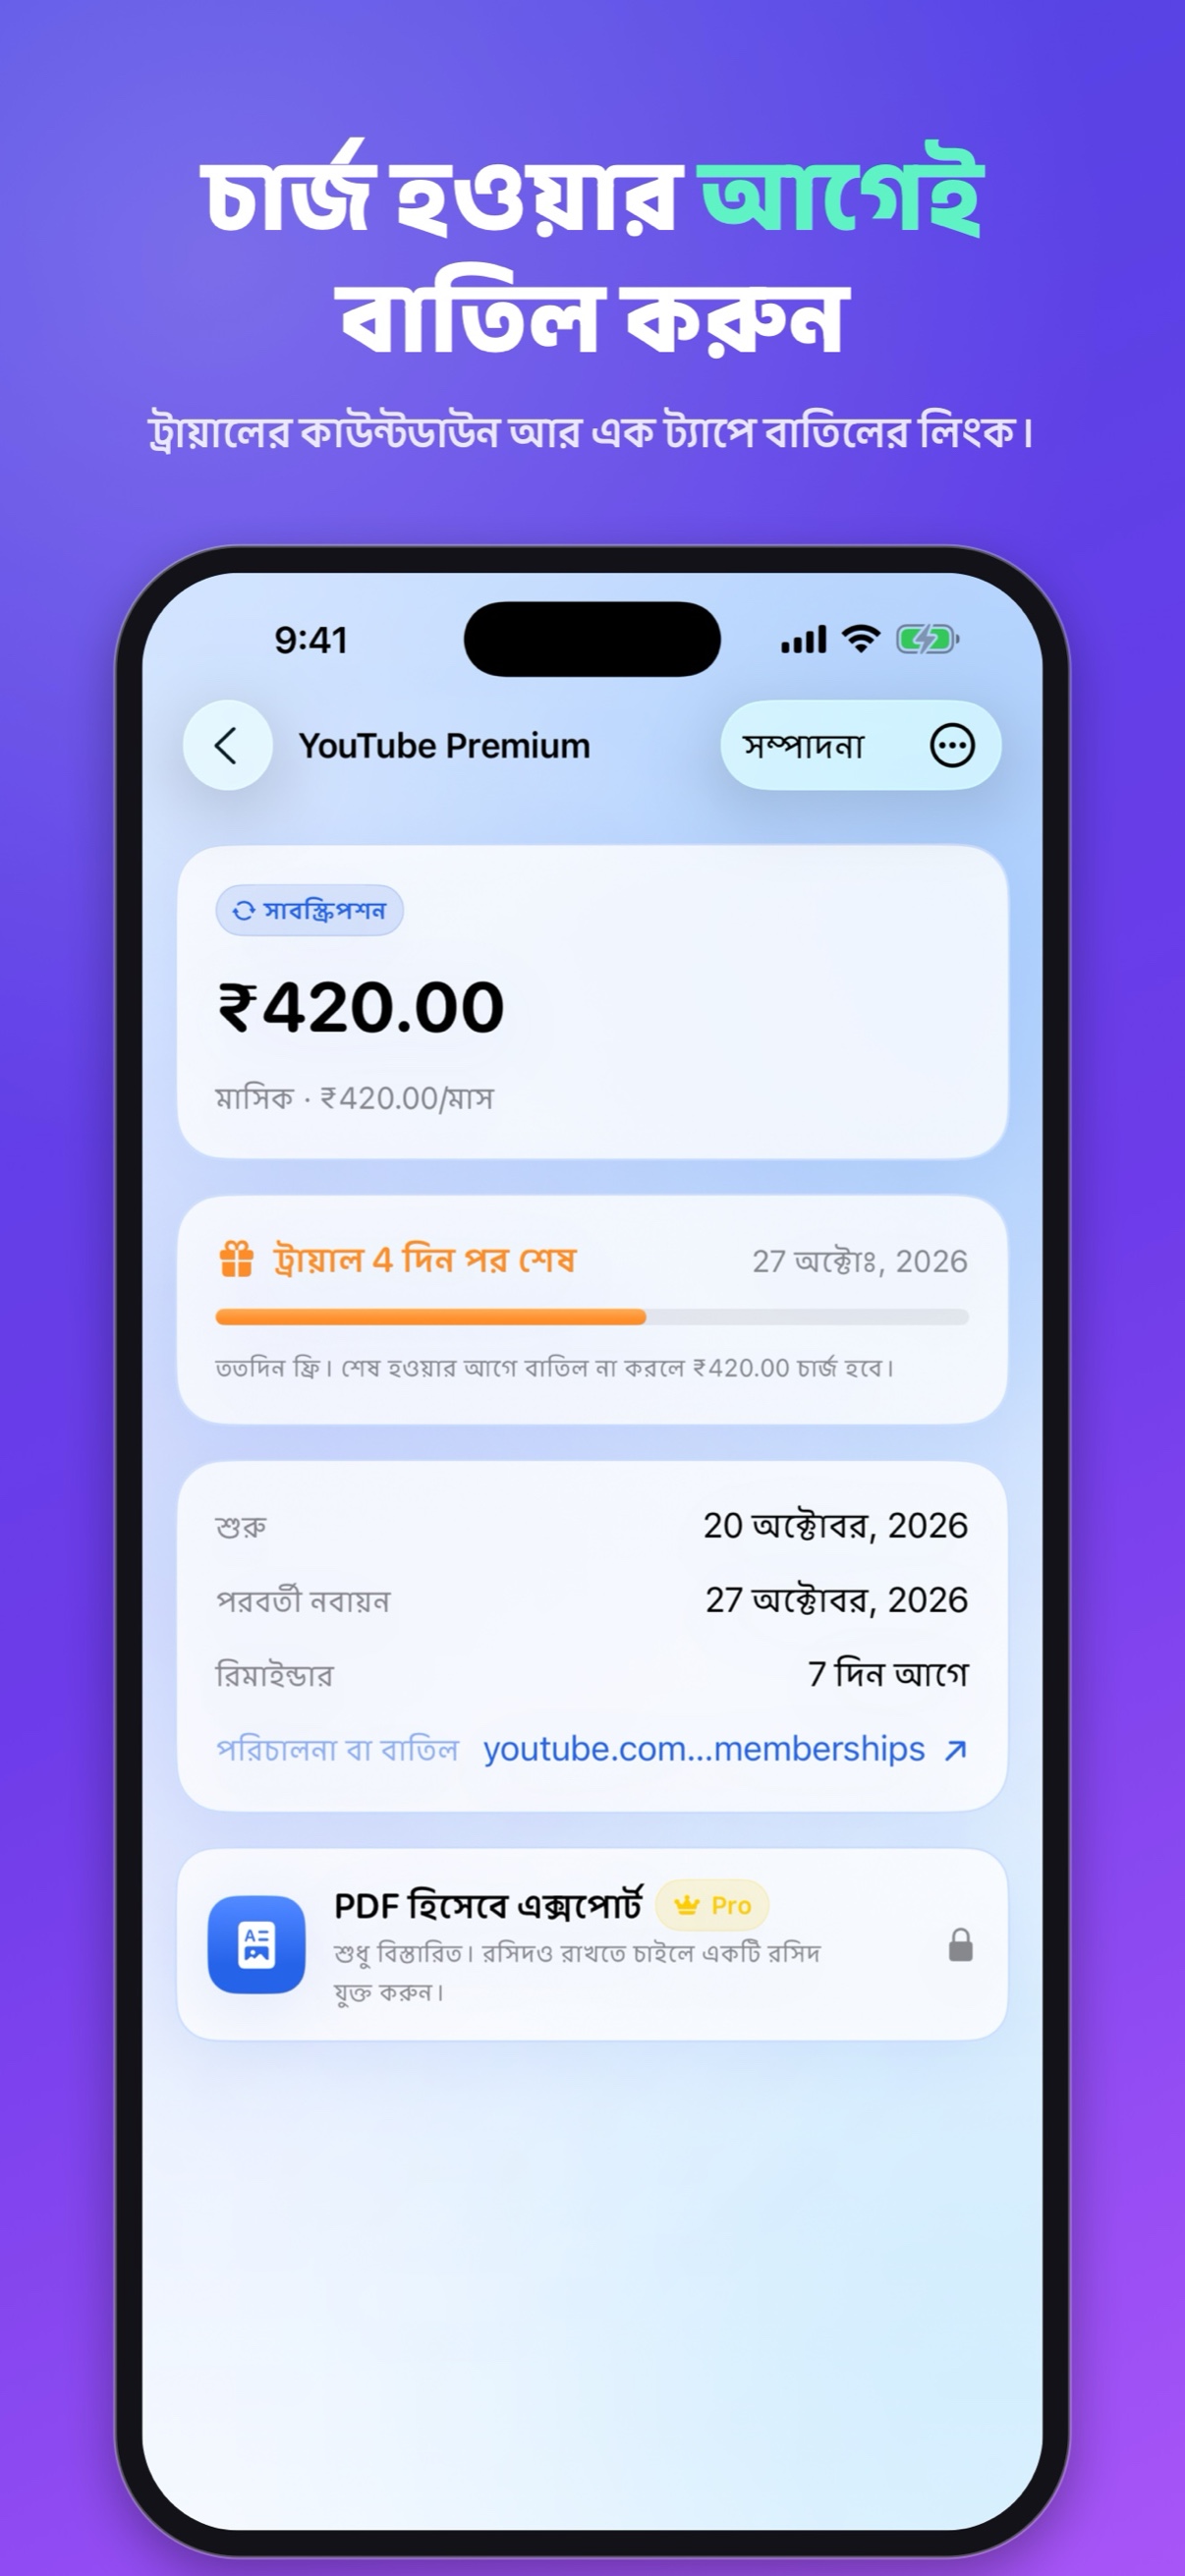 চার্জ হওয়ার আগেই
বাতিল করুন
ট্রায়ালের কাউন্টডাউন আর এক ট্যাপে বাতিলের লিংক।
9:41
YouTube Premium
সম্পাদনা
সাবস্ক্রিপশন
₹420.00
মাসিক · ₹420.00/মাস
ট্রায়াল 4 দিন পর শেষ
27 অক্টোঃ, 2026
ততদিন ফ্রি। শেষ হওয়ার আগে বাতিল না করলে ₹420.00 চার্জ হবে।
শুরু
20 অক্টোবর, 2026
পরবর্তী নবায়ন
27 অক্টোবর, 2026
রিমাইন্ডার
7 দিন আগে
পরিচালনা বা বাতিল
youtube.com...memberships
PDF হিসেবে এক্সপোর্ট
Pro
শুধু বিস্তারিত। রসিদও রাখতে চাইলে একটি রসিদ
যুক্ত করুন।